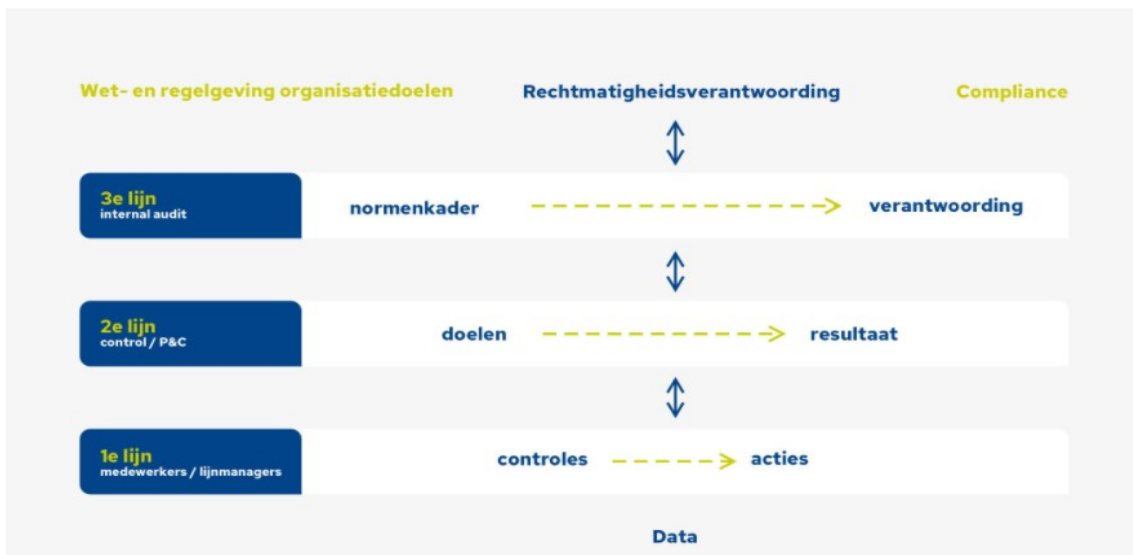 Wet- en regelgeving organisatiedoelen
Rechtmatigheidsverantwoording
Compliance
3e lijn
internal audit
normenkader
verantwoording
2e lijn
control / P&C
doelen
resultaat
1e lijn
medewerkers / lijnmanagers
controles
acties
Data